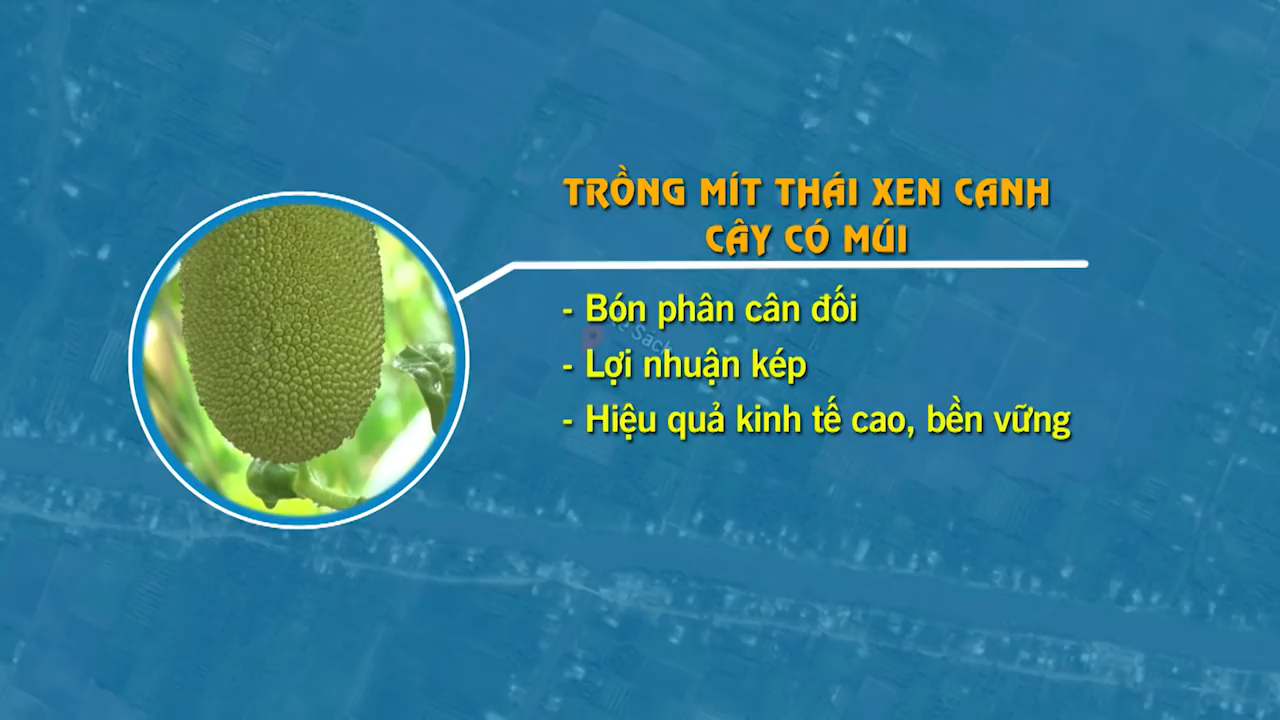 TRỒNG MÍT THÁI XEN CANH
CÂY CÓ MÚI
- Bón phân cân đối
- Lợi nhuận kép
- Hiệu quả kinh tế cao, bền vững